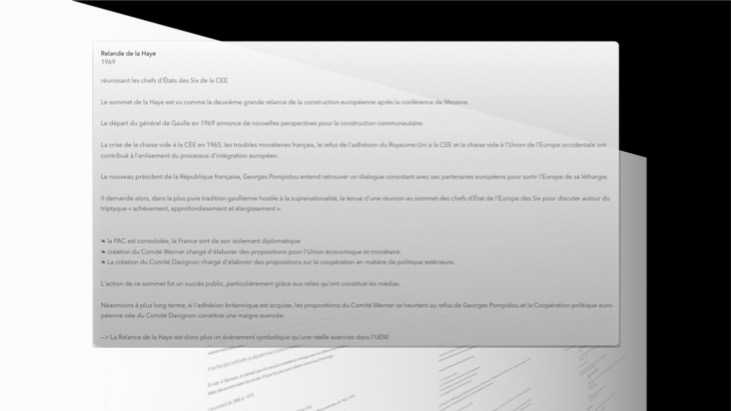 Relande de la Haye
1969
réunissant les chefs d'États des Six de la CEE
Le sommet de la Haye est vu comme la deuxième grande relance de la construction européenne après la conférence de Messine.
Le départ du général de Gaulle en 1969 annonce de nouvelles perspectives pour la construction communautaire.
La crise de la chaise vide à la CEE en 1965, les troubles monétaires français, le refus de l'adhésion du Royaume-Uni à la CEE et la chaise vide à l'Union de l'Europe occidentale ont
contribué à l'enlisement du processus d'intégration européen.
Le nouveau président de la République française, Georges Pompidou entend retrouver un dialogue consistant avec ses partenaires européens pour sortir l'Europe de sa léthargie.
Il demande alors, dans la plus pure tradition gaullienne hostile à la supranationalité, la tenue d'une réunion au sommet des chefs d'État de l'Europe des Six pour discuter autour du
triptyque « achèvement, approfondissement et élargissement ».
❧ la PAC est consolidée, la France sort de son isolement diplomatique
❧ création du Comité Werner chargé d'élaborer des propositions pour l'Union économique et monétaire.
❧ La création du Comité Davignon chargé d'élaborer des propositions sur la coopération en matière de politique extérieure.
L'action de ce sommet fut un succès public, particulièrement grâce aux relais qu'ont constitué les médias.
Néanmoins à plus long terme, si l'adhésion britannique est acquise, les propositions du Comité Werner se heurtent au refus de Georges Pompidou et la Coopération politique euro-
péenne née du Comité Davignon constitue une maigre avancée.
--> La Relance de la Haye est donc plus un événement symbolique qu'une réelle avancée dans l'UEM.